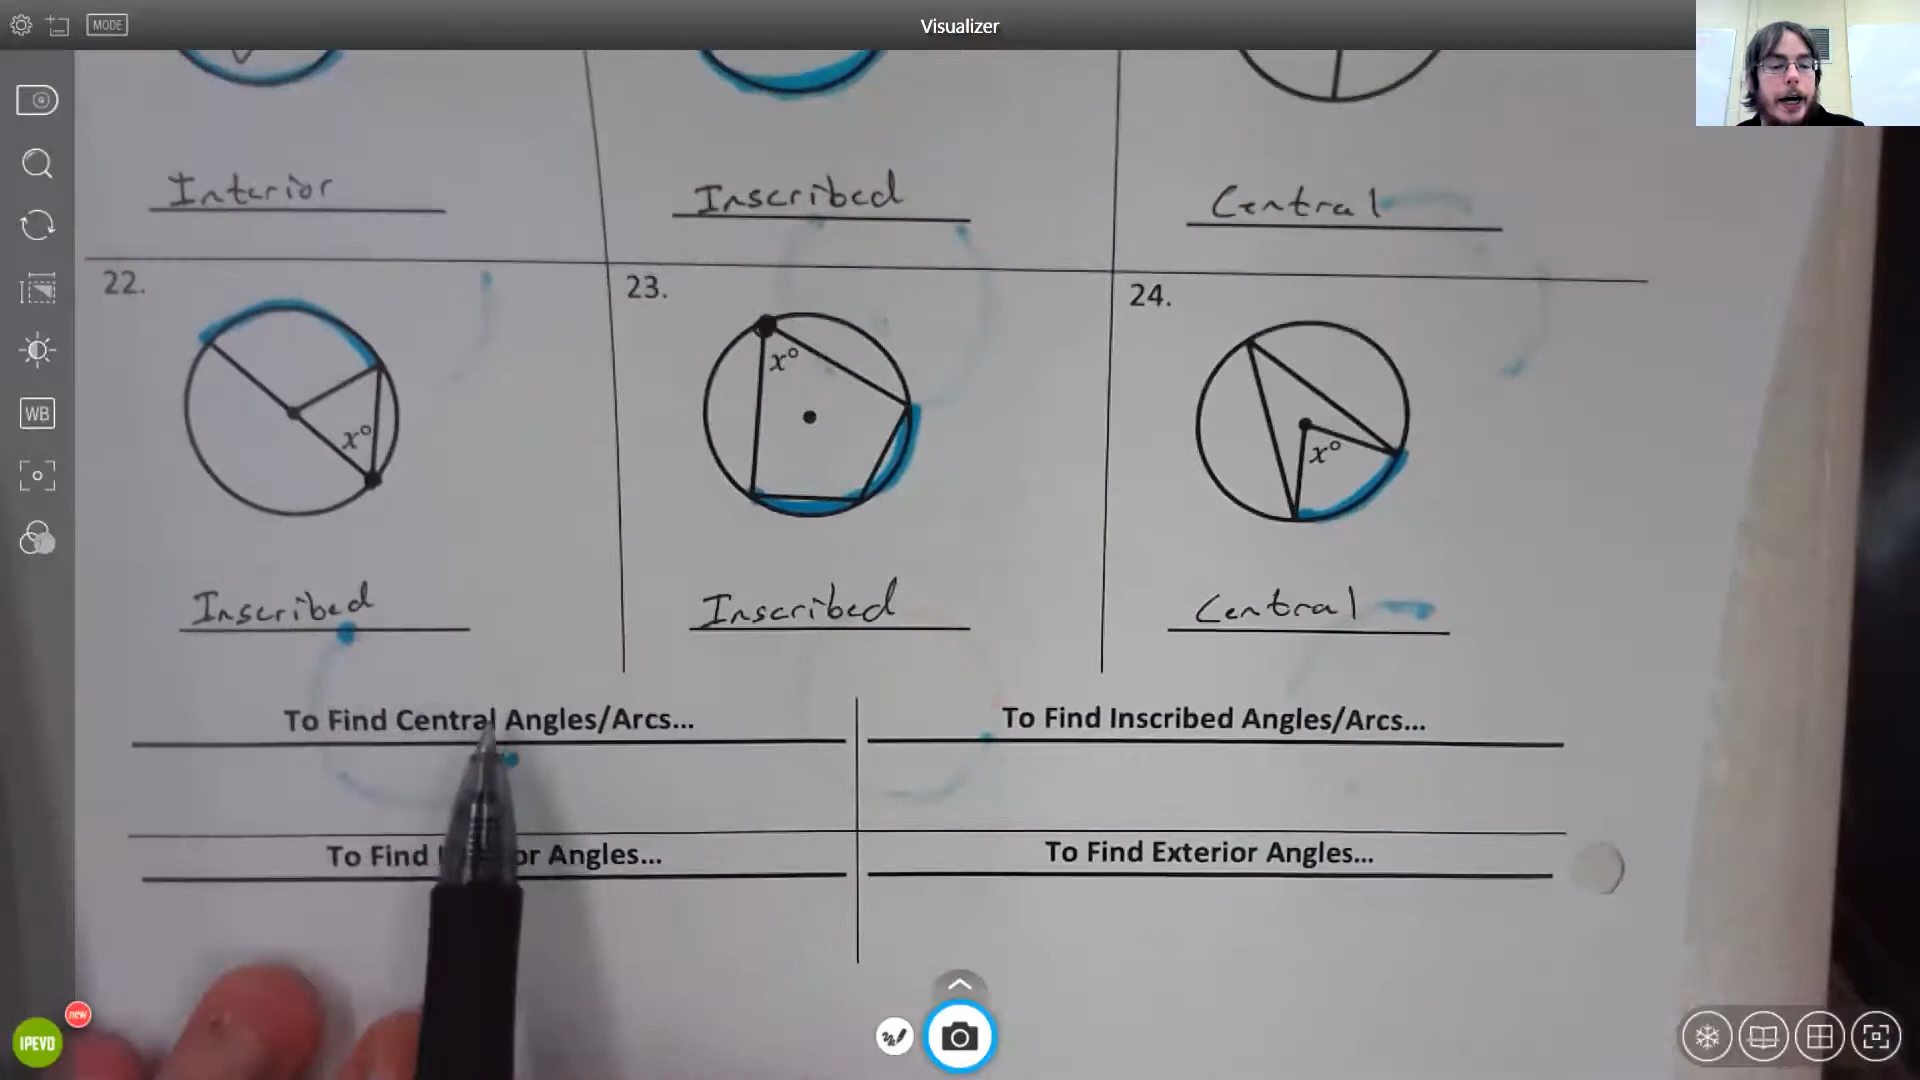 MODE
Visualizer
WB
Interior
Inscribed
Central
22.
23.
24.
x°
x°
x°
Inscribed
Inscribed
Central
To Find Central Angles/Arcs...
To Find Inscribed Angles/Arcs...
To Find Angles...
To Find Exterior Angles...
new
IPEVO